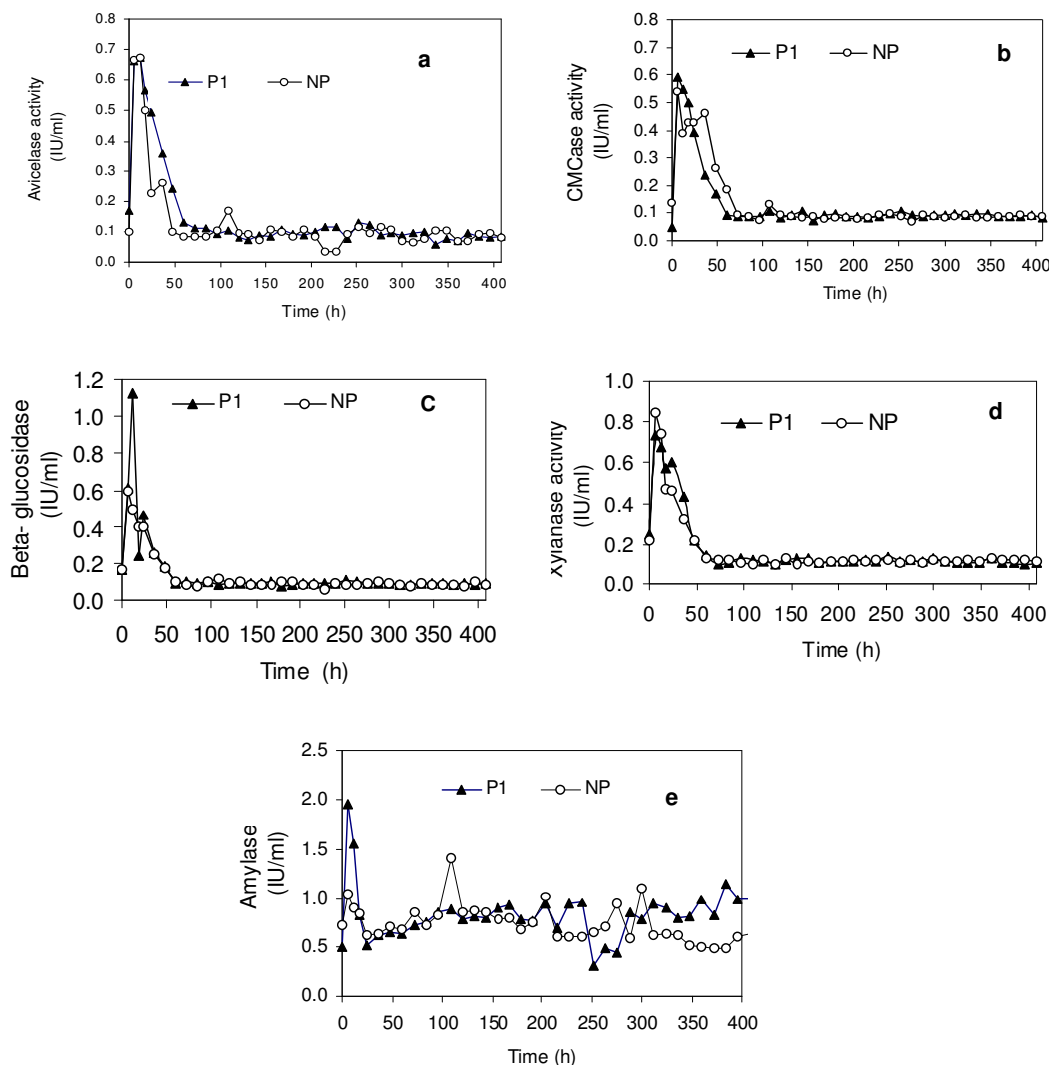 a
P1 NP
Avicelase activity
(IU/ml)
0.8
0.7
0.6
0.5
0.4
0.3
0.2
0.1
0.0
0 50 100 150 200 250 300 350 400
Time (h)
b
P1 NP
CMCase activity
(IU/ml)
0.8
0.7
0.6
0.5
0.4
0.3
0.2
0.1
0.0
0 50 100 150 200 250 300 350 400
Time (h)
C
P1 NP
Beta- glucosidase
(IU/ml)
1.2
1.0
0.8
0.6
0.4
0.2
0.0
0 50 100 150 200 250 300 350 400
Time (h)
d
P1 NP
Xylanase activity
(IU/ml)
1.0
0.8
0.6
0.4
0.2
0.0
0 50 100 150 200 250 300 350 400
Time (h)
e
P1 NP
Amylase
(IU/ml)
2.5
2.0
1.5
1.0
0.5
0.0
0 50 100 150 200 250 300 350 400
Time (h)